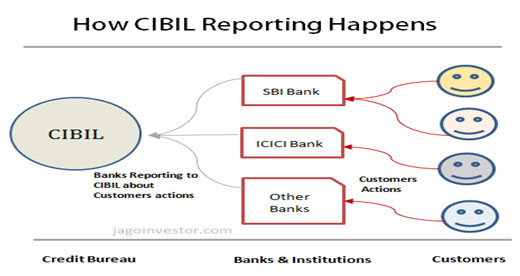 How CIBIL Reporting Happens
SBI Bank
CIBIL
ICICI Bank
Banks Reporting to
CIBIL about
Customers actions
Customers
Actions
Other
Banks
jagoinvestor.com
Credit Bureau
Banks & Institutions
Customers